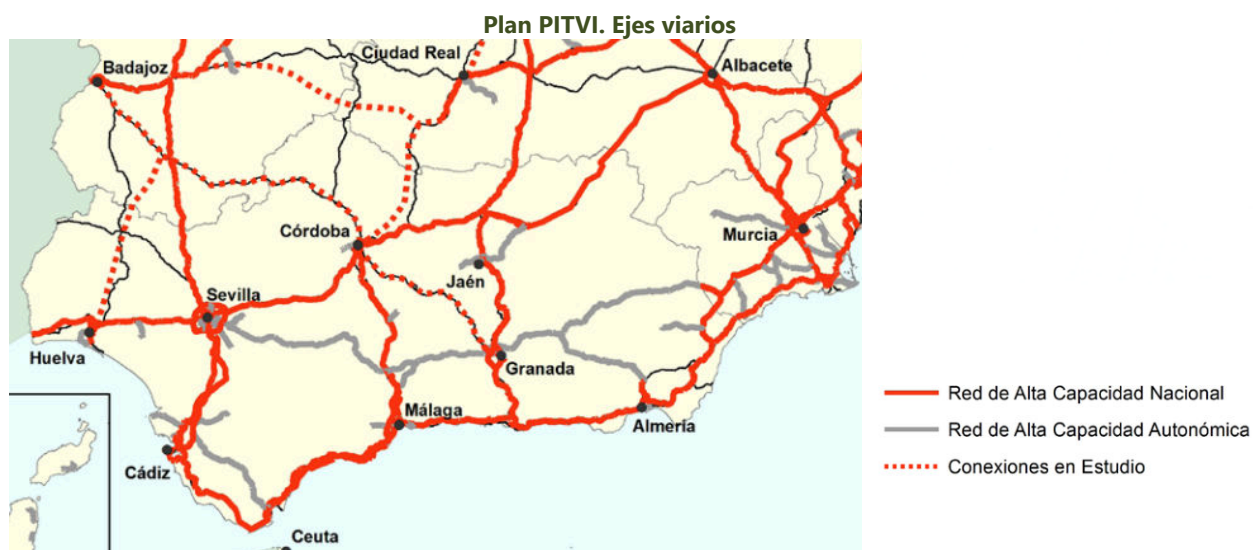 Plan PITVI. Ejes viarios
Ciudad Real
Badajoz
Albacete
Córdoba
Murcia
Jaén
Sevilla
Huelva
Granada
Málaga
Almería
Cádiz
Ceuta
Red de Alta Capacidad Nacional
Red de Alta Capacidad Autonómica
Conexiones en Estudio